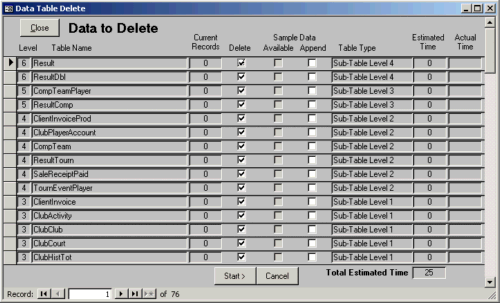 Data Table Delete
Close Data to Delete
Current Sample Data Estimated Actual
Level Table Name Records Delete Available Append Table Type Time Time
6 Result 0 Sub-Table Level 4 0
6 ResultDbl 0 Sub-Table Level 4 0
5 CompTeamPlayer 0 Sub-Table Level 3 0
5 ResultComp 0 Sub-Table Level 3 0
4 ClientInvoiceProd 0 Sub-Table Level 2 0
4 ClubPlayerAccount 0 Sub-Table Level 2 0
4 CompTeam 0 Sub-Table Level 2 0
4 ResultTourn 0 Sub-Table Level 2 0
4 SaleReceiptPaid 0 Sub-Table Level 2 0
4 TournEventPlayer 0 Sub-Table Level 2 0
3 ClientInvoice 0 Sub-Table Level 1 0
3 ClubActivity 0 Sub-Table Level 1 0
3 ClubClub 0 Sub-Table Level 1 0
3 ClubCourt 0 Sub-Table Level 1 0
3 ClubHistTot 0 Sub-Table Level 1 0
Start > Cancel Total Estimated Time 25
Record: 1 of 76